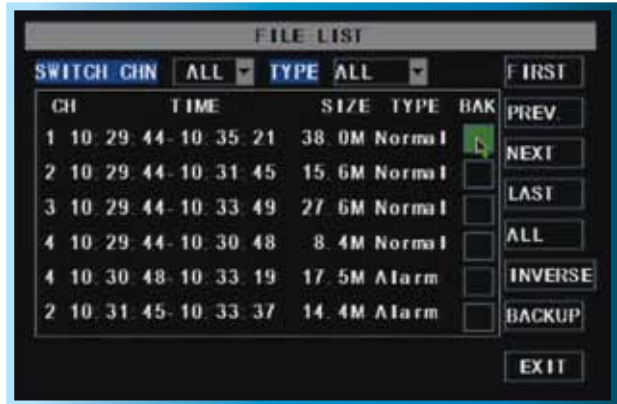 FILE LIST
SWITCH CHN ALL TYPE ALL FIRST
CH TIME SIZE TYPE BAK PREV.
1 10:29:44-10:35:21 38.0M Normal
NEXT
2 10:29:44-10:31:45 15.6M Normal
LAST
3 10:29:44-10:33:49 27.6M Normal
ALL
4 10:29:44-10:30:48 8.4M Normal
INVERSE
4 10:30:48-10:33:19 17.5M Alarm
BACKUP
2 10:31:45-10:33:37 14.4M Alarm
EXIT